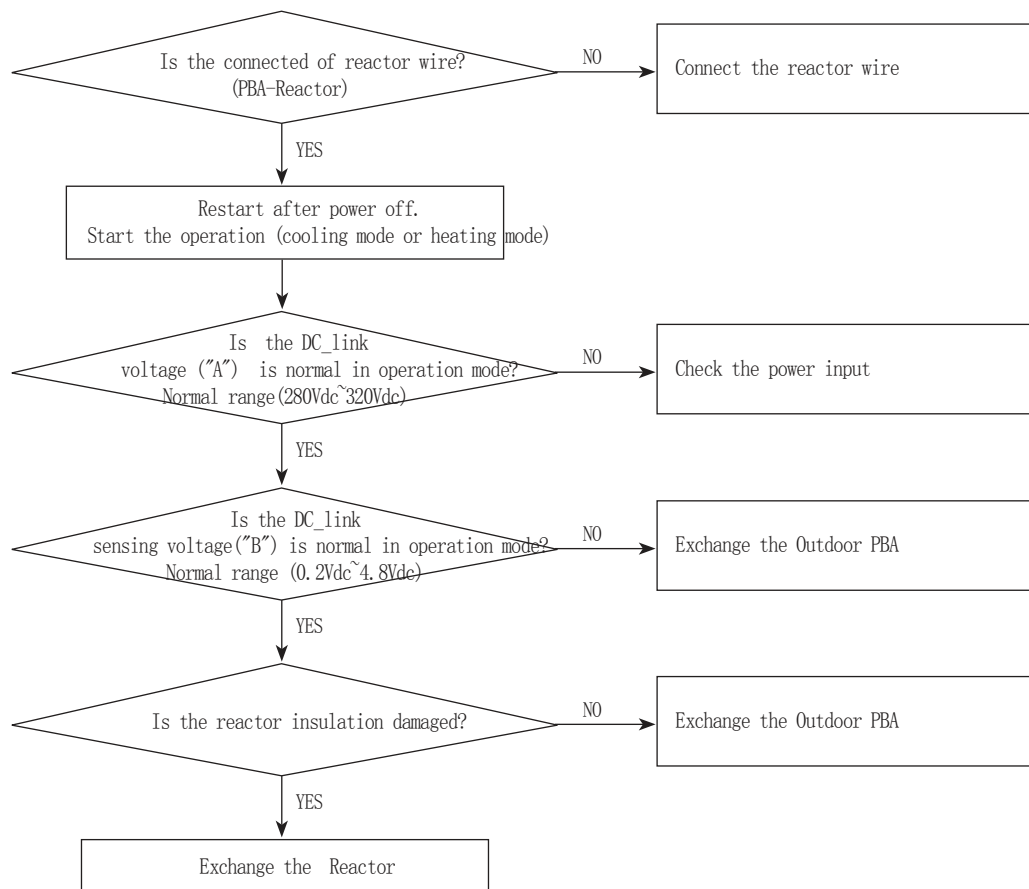 Is the connected of reactor wire?
(PBA-Reactor)
NO
Connect the reactor wire
YES
Restart after power off.
Start the operation (cooling mode or heating mode)
Is the DC_link
voltage ("A") is normal in operation mode?
Normal range(280Vdc~320Vdc)
NO
Check the power input
YES
Is the DC_link
sensing voltage("B") is normal in operation mode?
Normal range (0.2Vdc~4.8Vdc)
NO
Exchange the Outdoor PBA
YES
Is the reactor insulation damaged?
NO
Exchange the Outdoor PBA
YES
Exchange the Reactor